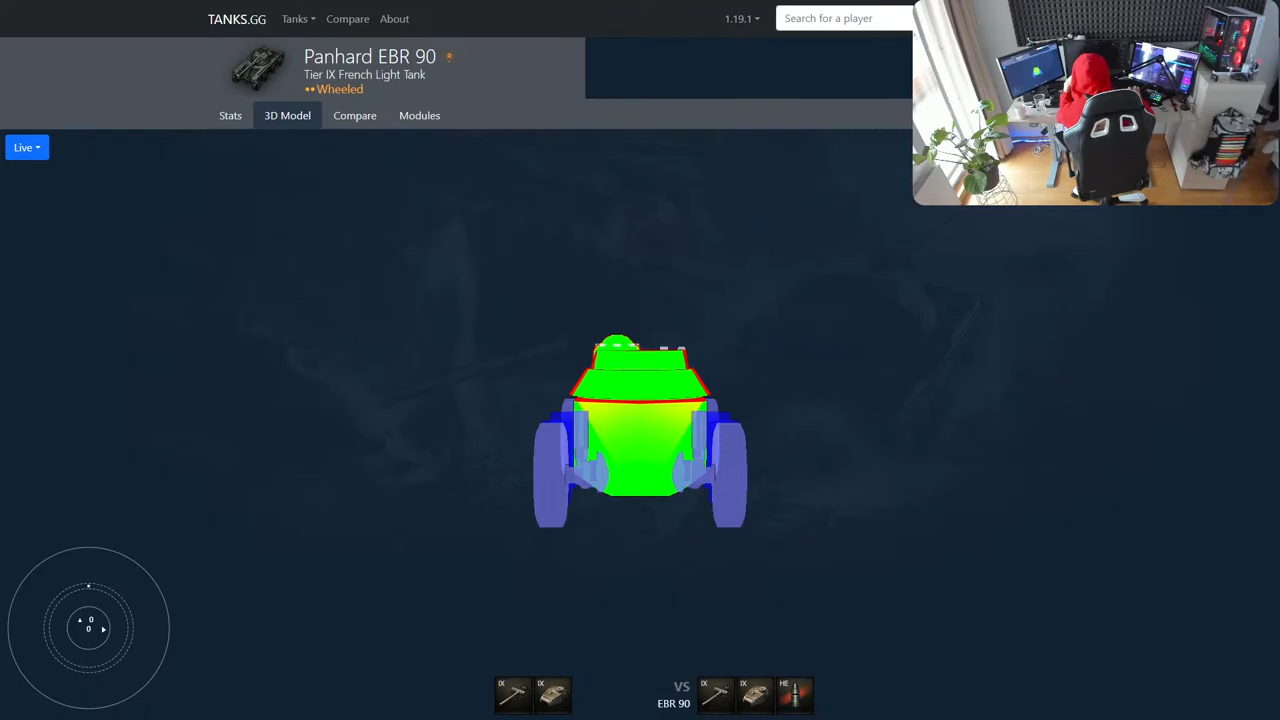 TANKS.GG Tanks Compare About 1.19.1 Search for a player
Panhard EBR 90
Tier IX French Light Tank
Wheeled
Stats 3D Model Compare Modules
Live
0
0
IX IX VS IX IX HE
EBR 90